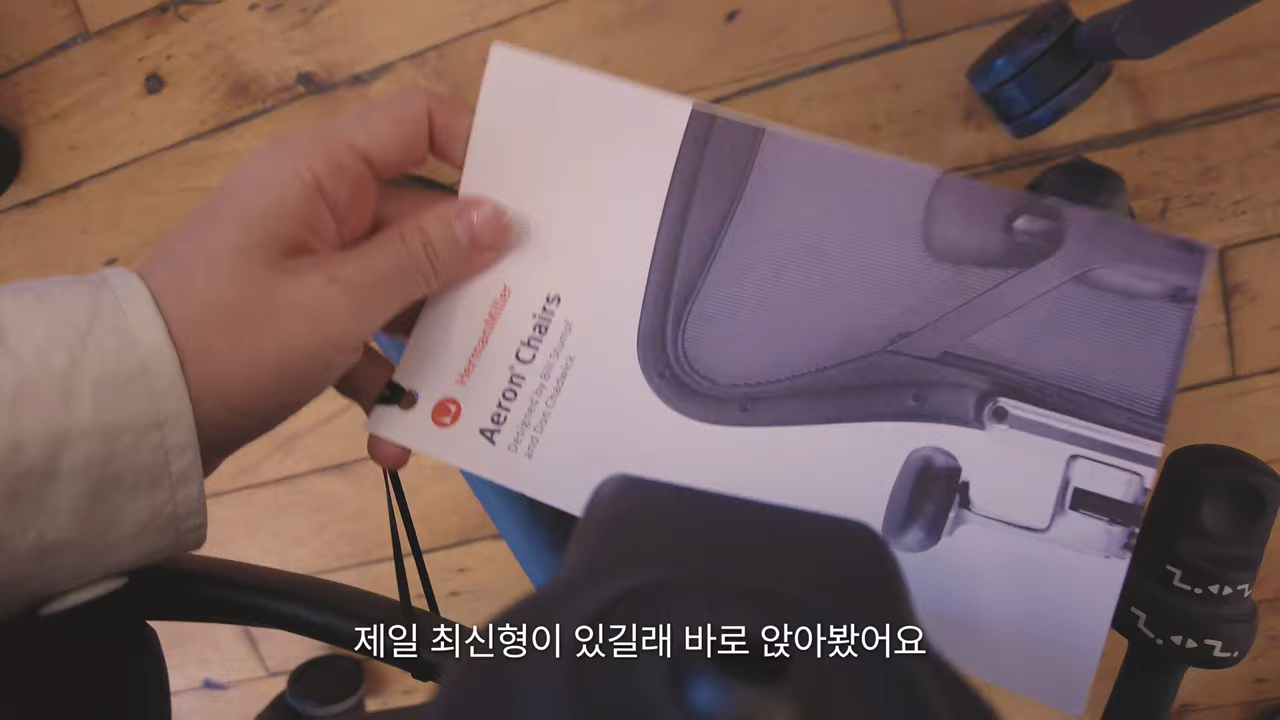 HermanMiller
Aeron® Chairs
Designed by Bill Stumpf
and Don Chadwick
제일 최신형이 있길래 바로 앉아봤어요